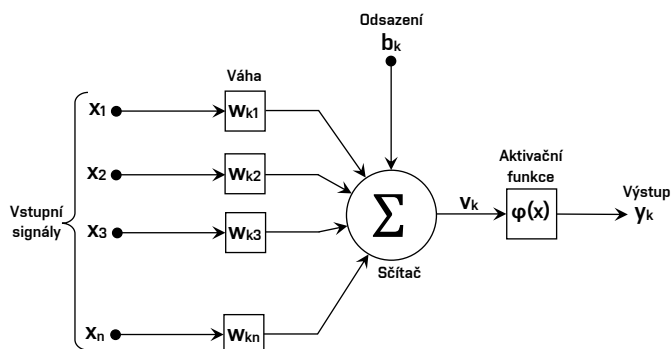 Odsazení
bk
Váha
x1
wk1
x2
wk2
Vstupní
signály
x3
wk3
xn
wkn
Σ
Sčítač
vk
Aktivační
funkce
φ(x)
Výstup
yk